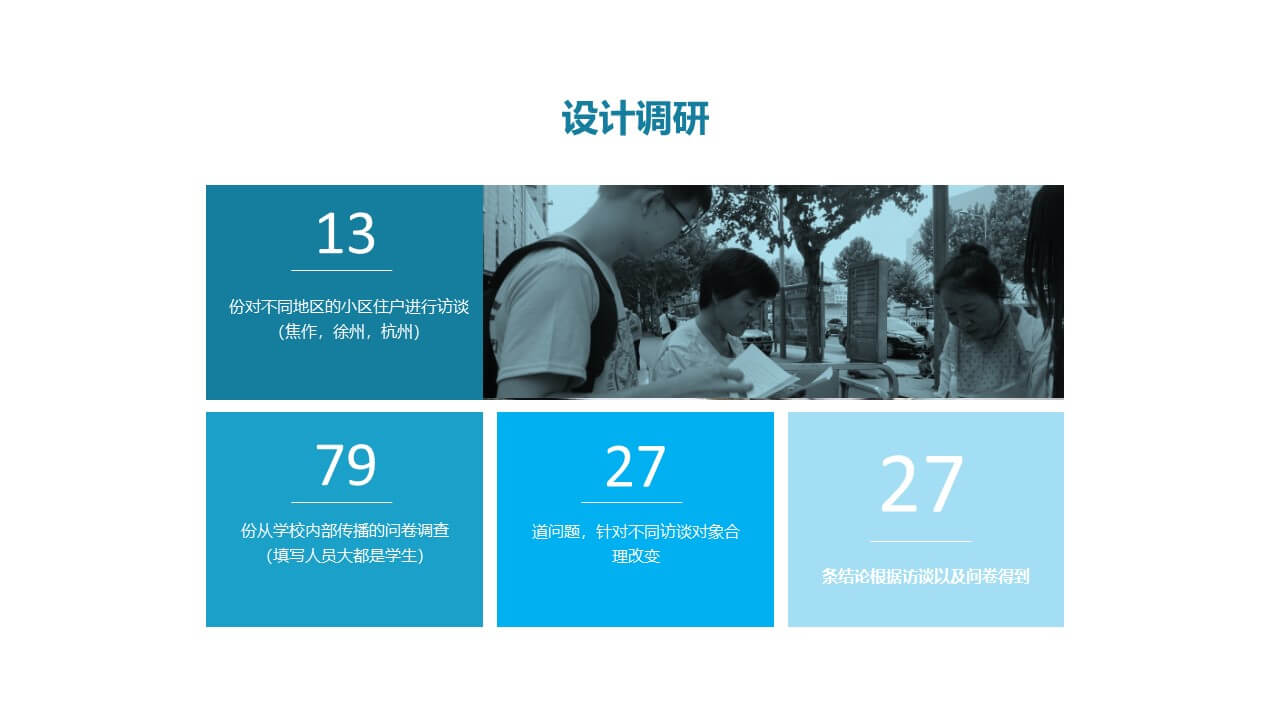 设计调研
13
份对不同地区的小区住户进行访谈
（焦作，徐州，杭州）
79
份从学校内部传播的问卷调查
（填写人员大都是学生）
27
道问题，针对不同访谈对象合
理改变
27
条结论根据访谈以及问卷得到